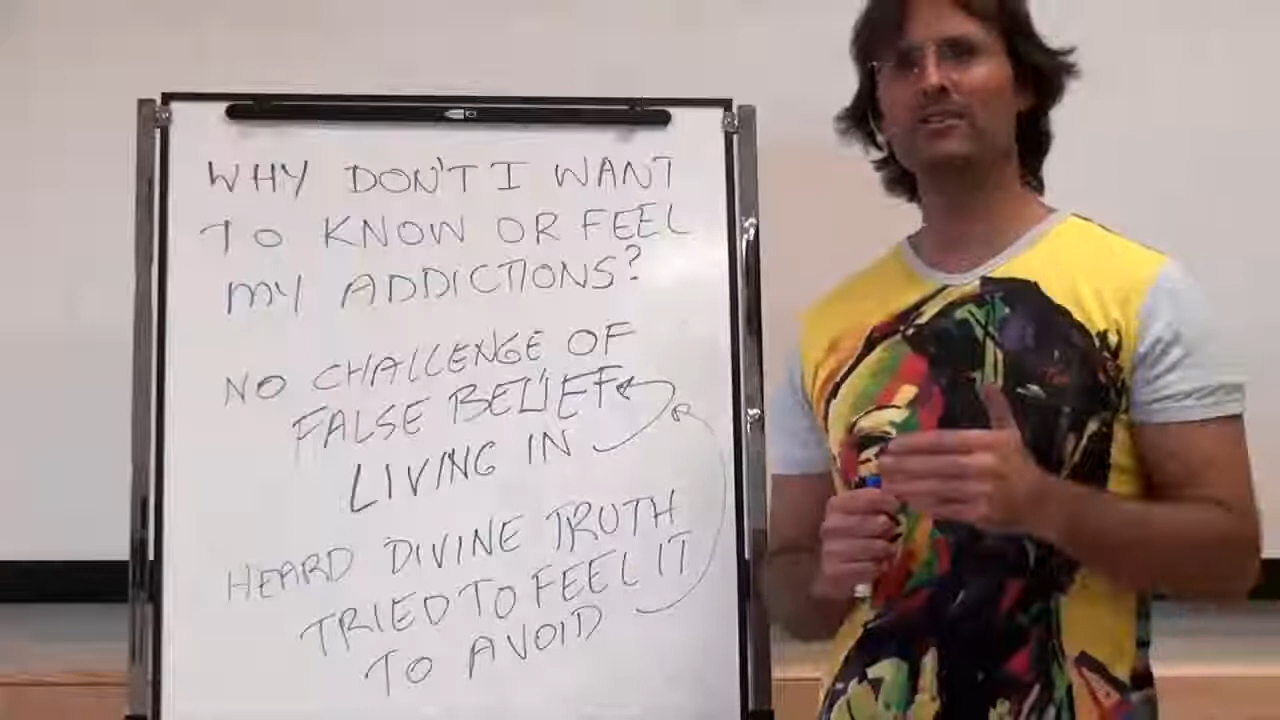 WHY DON'T I WANT
TO KNOW OR FEEL
MY ADDICTIONS?
NO CHALLENGE OF
FALSE BELIEF
LIVING IN
HEARD DIVINE TRUTH
TRIED TO FEEL IT
TO AVOID